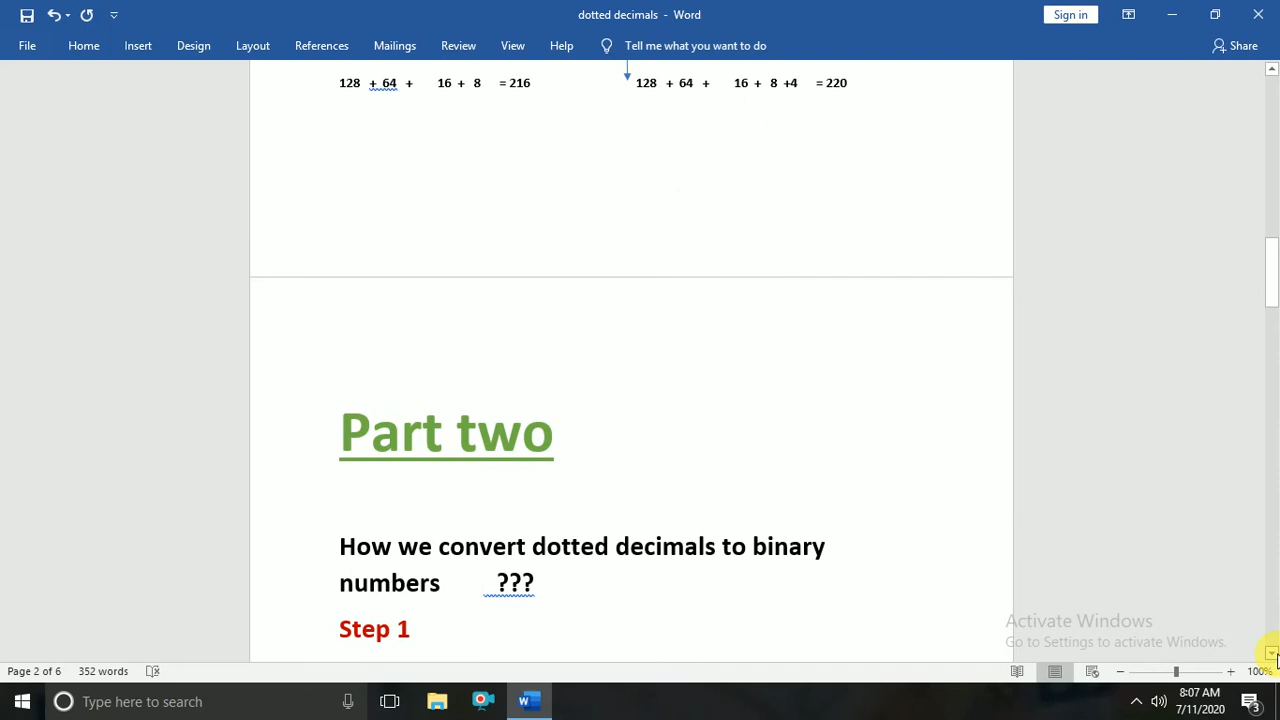 dotted decimals - Word
Sign in
File Home Insert Design Layout References Mailings Review View Help Tell me what you want to do Share
128 + 64 + 16 + 8 = 216 128 + 64 + 16 + 8 +4 = 220
Part two
How we convert dotted decimals to binary
numbers ???
Step 1
Activate Windows
Go to Settings to activate Windows.
Page 2 of 6 352 words 100%
Type here to search
8:07 AM
7/11/2020
3